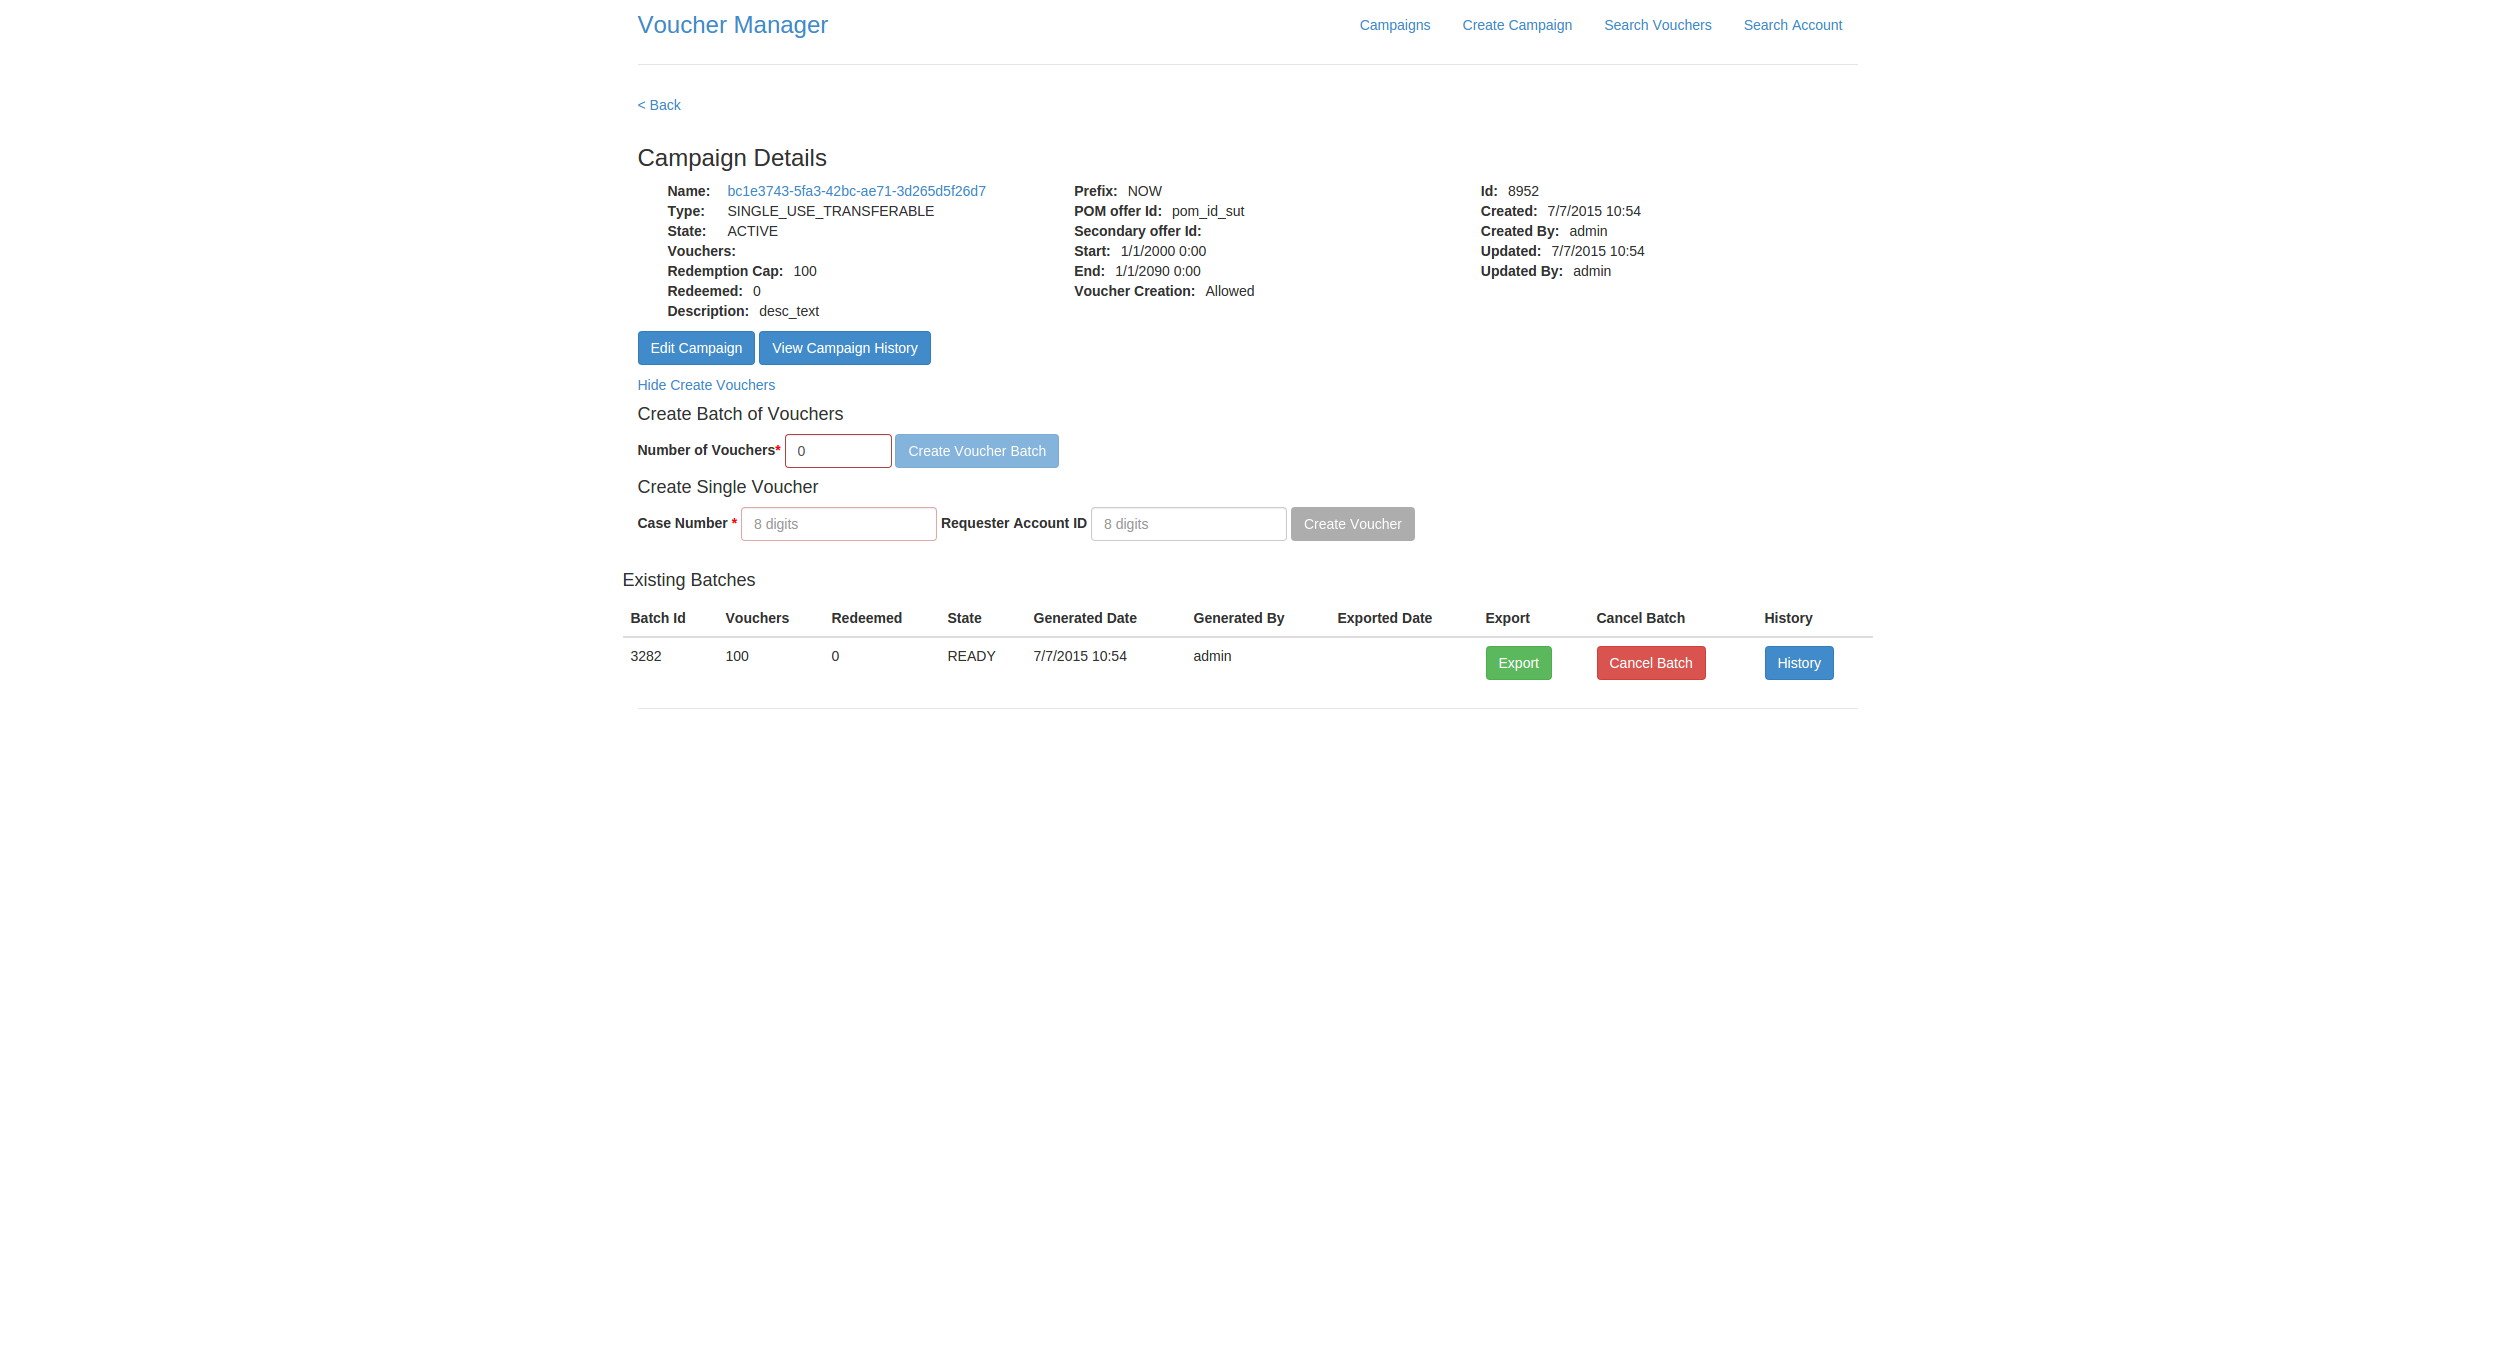 Voucher Manager
Campaigns Create Campaign Search Vouchers Search Account
< Back
Campaign Details
Name: bc1e3743-5fa3-42bc-ae71-3d265d5f26d7
Type: SINGLE_USE_TRANSFERABLE
State: ACTIVE
Vouchers:
Redemption Cap: 100
Redeemed: 0
Description: desc_text
Prefix: NOW
POM offer Id: pom_id_sut
Secondary offer Id:
Start: 1/1/2000 0:00
End: 1/1/2090 0:00
Voucher Creation: Allowed
Id: 8952
Created: 7/7/2015 10:54
Created By: admin
Updated: 7/7/2015 10:54
Updated By: admin
Edit Campaign View Campaign History
Hide Create Vouchers
Create Batch of Vouchers
Number of Vouchers* 0 Create Voucher Batch
Create Single Voucher
Case Number * 8 digits Requester Account ID 8 digits Create Voucher
Existing Batches
Batch Id Vouchers Redeemed State Generated Date Generated By Exported Date Export Cancel Batch History
3282 100 0 READY 7/7/2015 10:54 admin Export Cancel Batch History